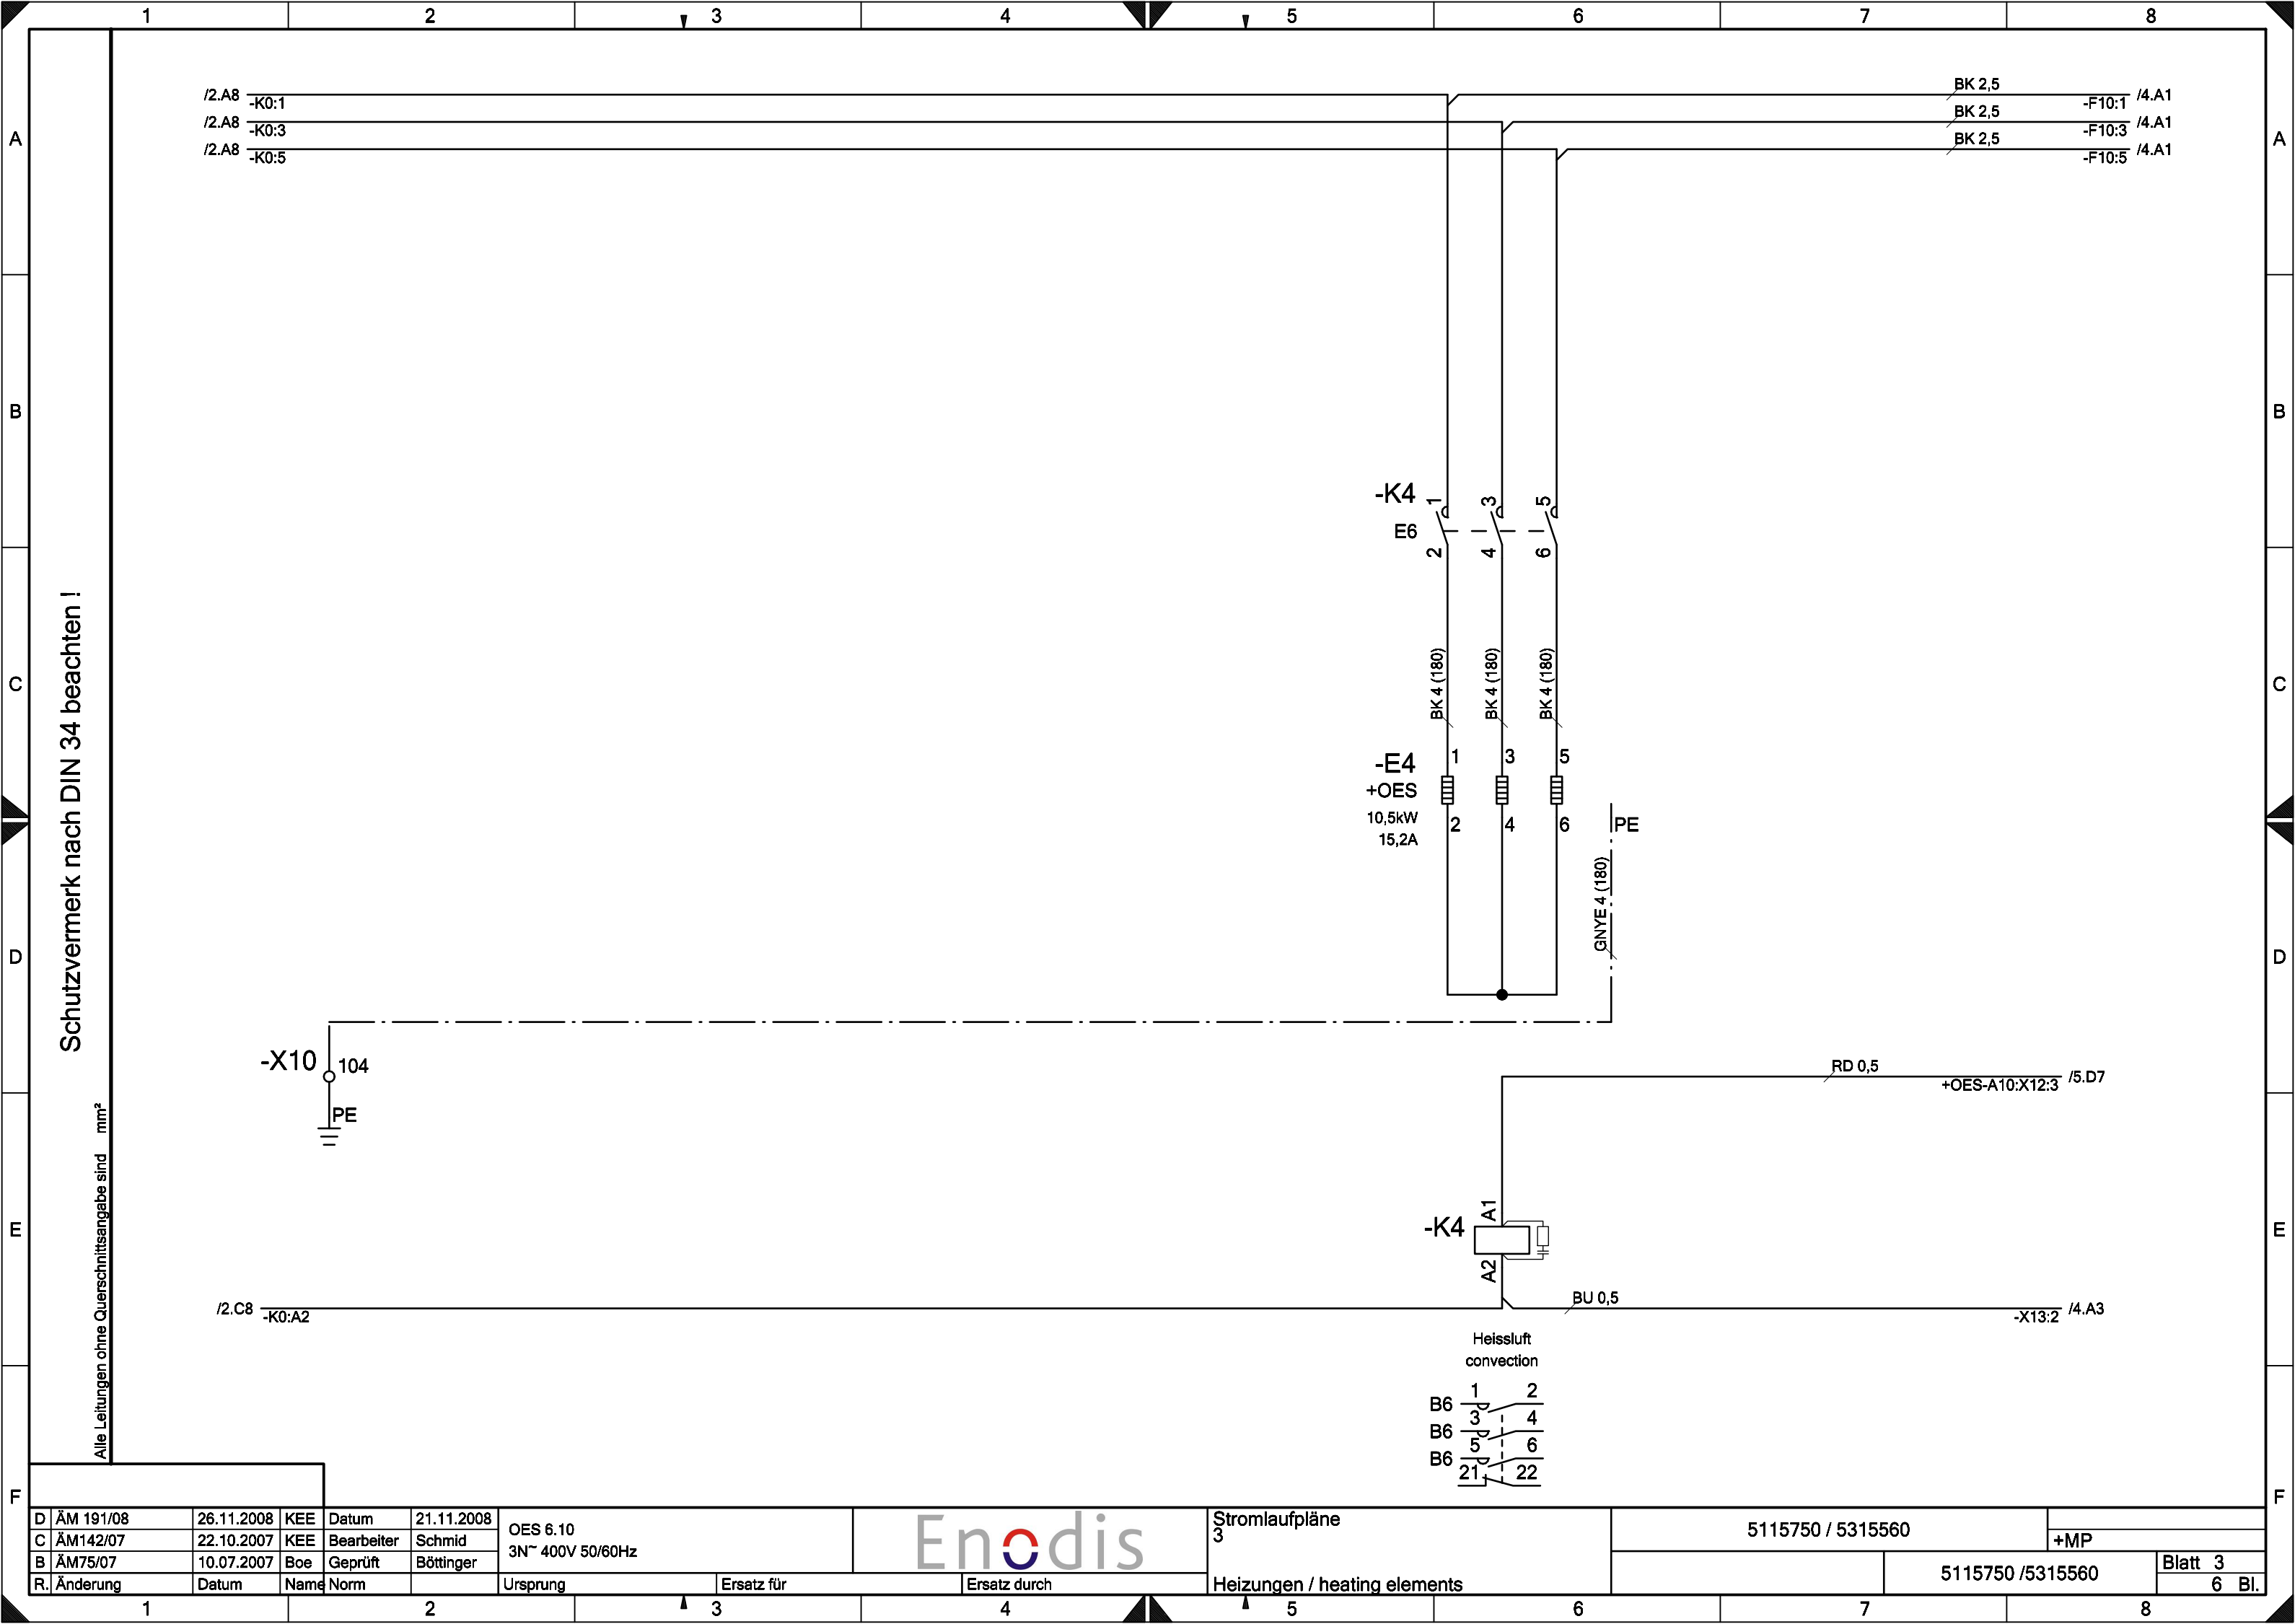 1 2 3 4 5 6 7 8
/2.A8 -K0:1 BK 2,5 -F10:1 /4.A1
/2.A8 -K0:3 BK 2,5 -F10:3 /4.A1
/2.A8 -K0:5 BK 2,5 -F10:5 /4.A1
A A
B B
-K4 1 3 5
E6
2 4 6
C C
BK 4 (180) BK 4 (180) BK 4 (180)
-E4 1 3 5
+OES
10,5kW 2 4 6 PE
15,2A
GNYE 4 (180)
D D
Schutzvermerk nach DIN 34 beachten !
-X10 104
PE
RD 0,5
+OES-A10:X12:3 /5.D7
Alle Leitungen ohne Querschnittsangabe sind mm²
E E
-K4 A1
A2
/2.C8 -K0:A2 BU 0,5 -X13:2 /4.A3
Heissluft
convection
B6 1 2
B6 3 4
B6 5 6
21 22
F F
D ÄM 191/08 26.11.2008 KEE Datum 21.11.2008
C ÄM142/07 22.10.2007 KEE Bearbeiter Schmid
B ÄM75/07 10.07.2007 Boe Geprüft Böttinger
R. Änderung Datum Name Norm
OES 6.10
3N~ 400V 50/60Hz
Ursprung Ersatz für Ersatz durch
Enodis
Stromlaufpläne
3
Heizungen / heating elements
5115750 / 5315560
+MP
5115750 /5315560
Blatt 3
6 Bl.
1 2 3 4 5 6 7 8